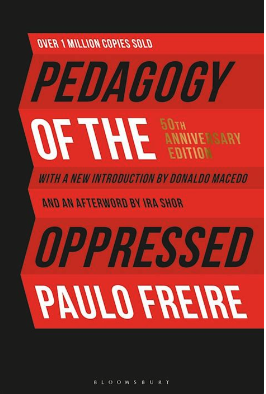 OVER 1 MILLION COPIES SOLD
PEDAGOGY
OF THE
50TH
ANNIVERSARY
EDITION
WITH A NEW INTRODUCTION BY DONALDO MACEDO
AND AN AFTERWORD BY IRA SHOR
OPPRESSED
PAULO FREIRE
BLOOMSBURY